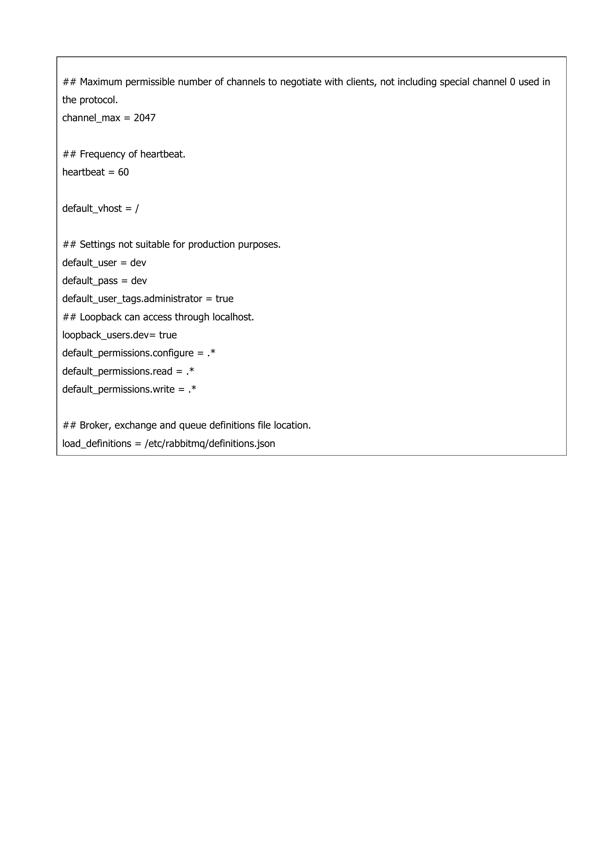 ## Maximum permissible number of channels to negotiate with clients, not including special channel 0 used in
the protocol.
channel_max = 2047
## Frequency of heartbeat.
heartbeat = 60
default_vhost = /
## Settings not suitable for production purposes.
default_user = dev
default_pass = dev
default_user_tags.administrator = true
## Loopback can access through localhost.
loopback_users.dev= true
default_permissions.configure = .*
default_permissions.read = .*
default_permissions.write = .*
## Broker, exchange and queue definitions file location.
load_definitions = /etc/rabbitmq/definitions.json